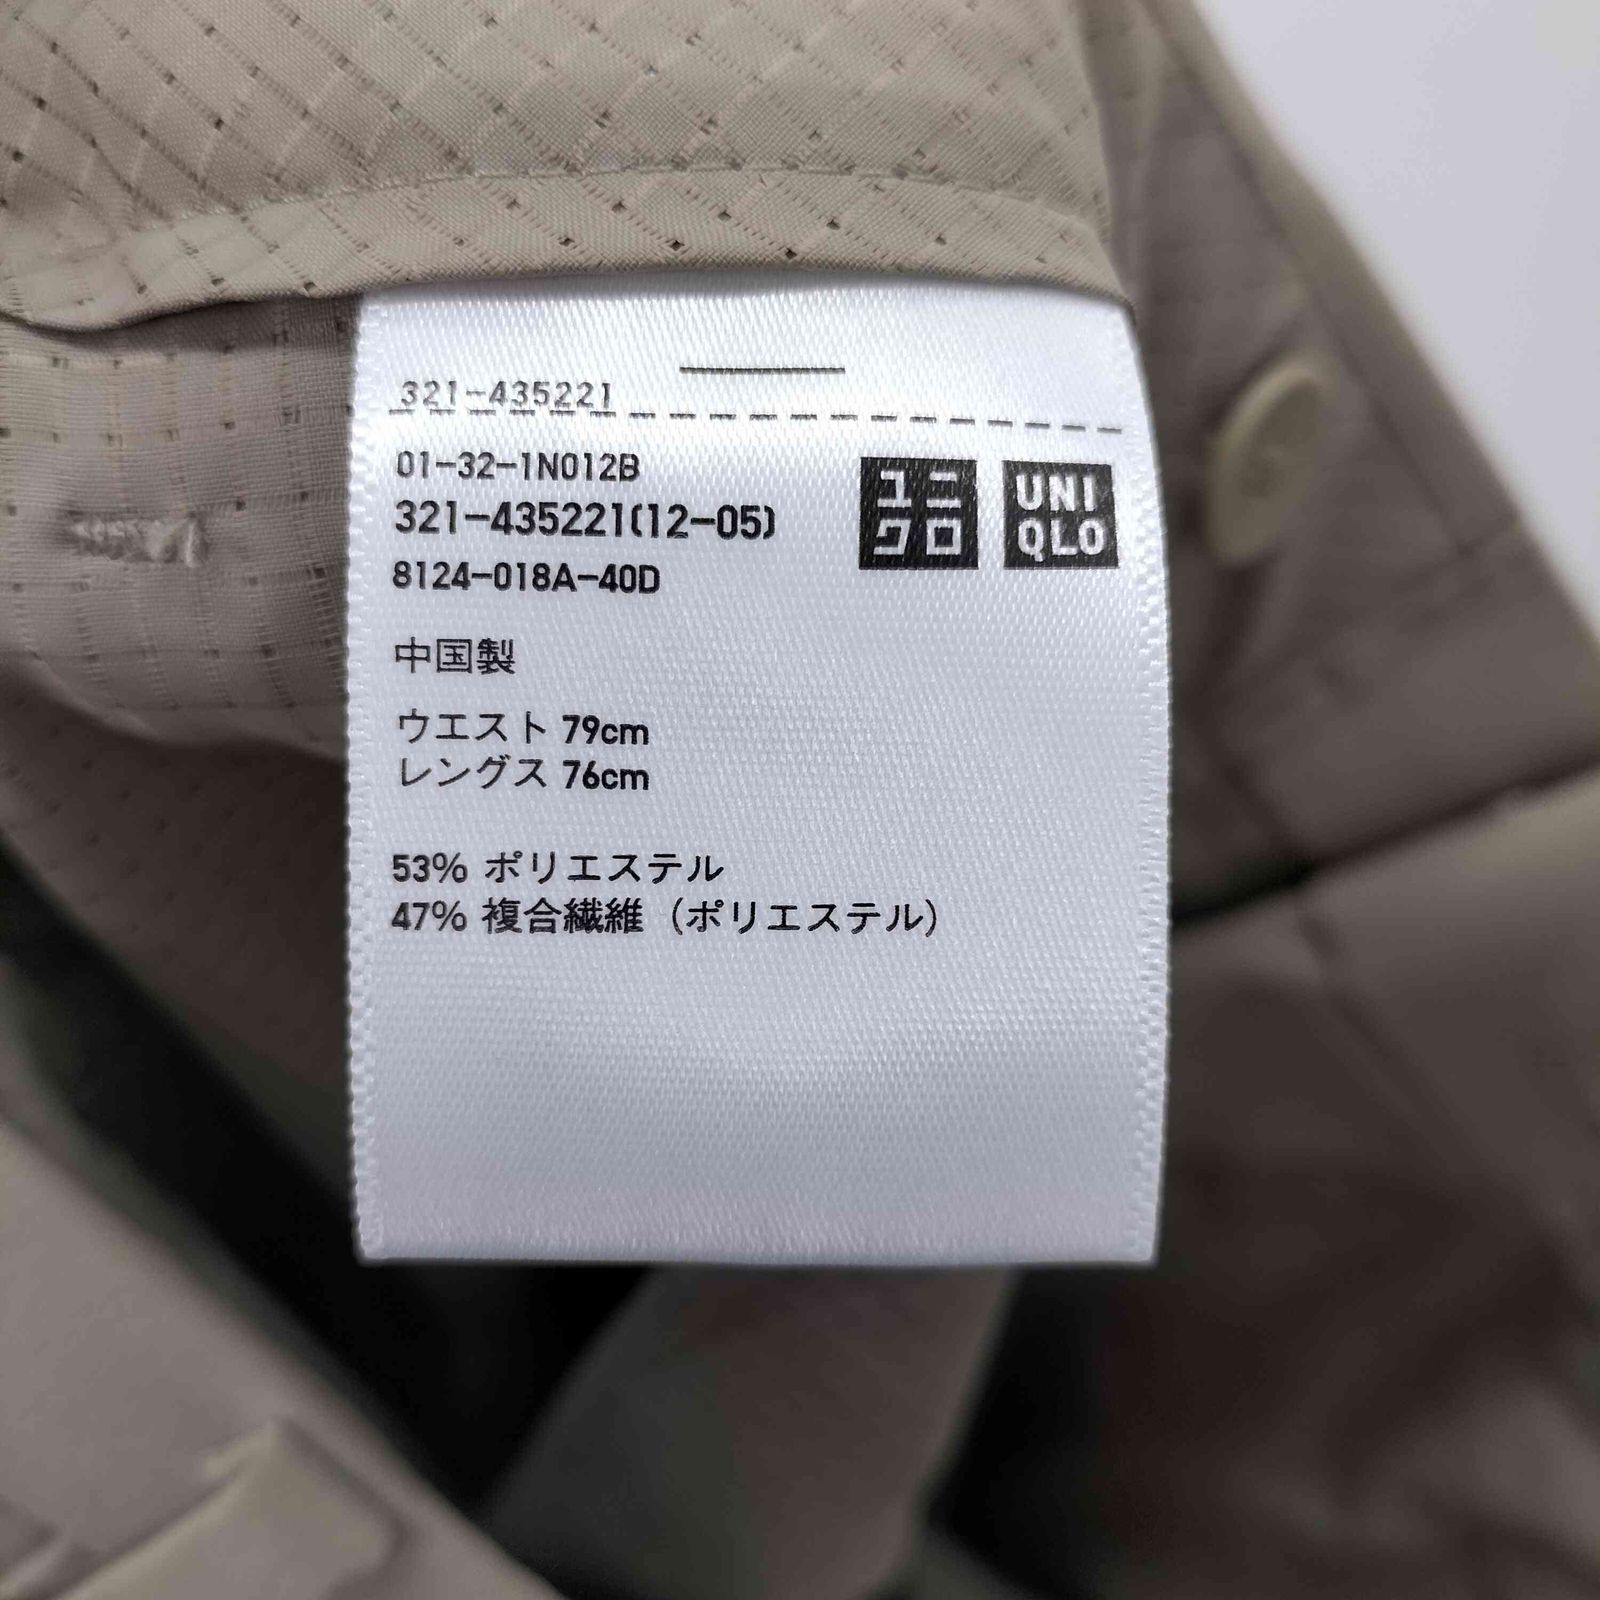 321-435221
01-32-1N012B
321-435221(12-05)
8124-018A-40D
ユニ
クロ
UNI
QLO
中国製
ウエスト 79cm
レングス 76cm
53% ポリエステル
47% 複合繊維（ポリエステル）